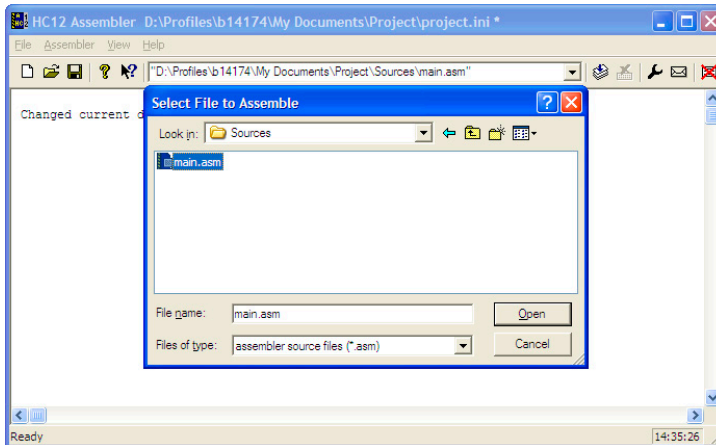 HC12 Assembler D:\Profiles\b14174\My Documents\Project\project.ini *
File Assembler View Help
"D:\Profiles\b14174\My Documents\Project\Sources\main.asm"
Changed current d
Select File to Assemble
Look in: Sources
main.asm
File name: main.asm Open
Files of type: assembler source files (*.asm) Cancel
Ready 14:35:26